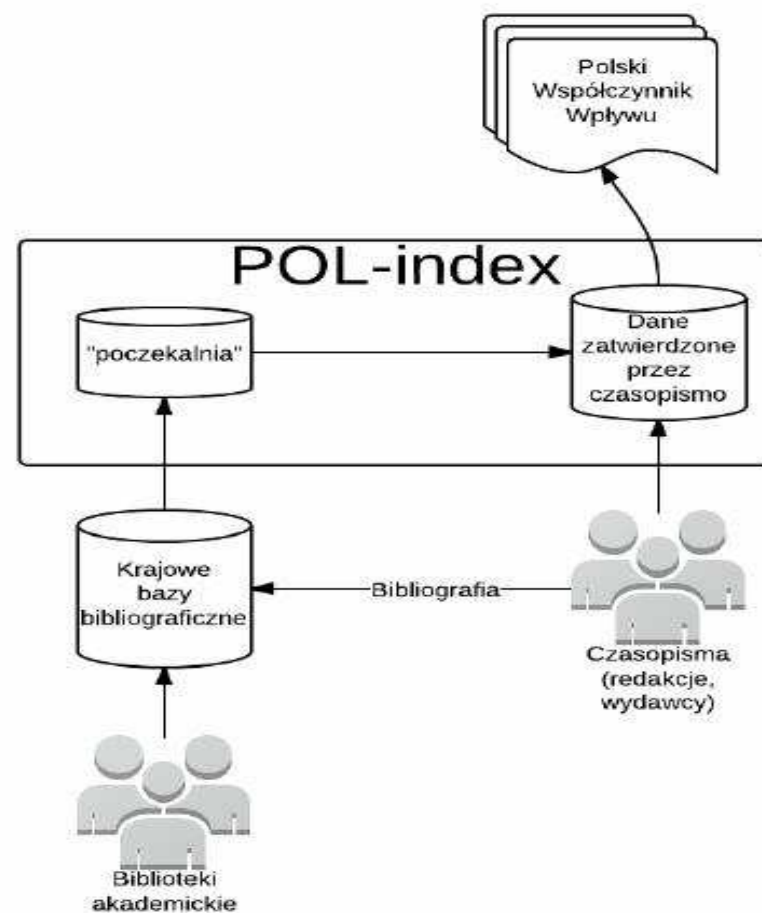 Polski
Współczynnik
Wpływu
POL-index
"poczekalnia"
Dane
zatwierdzone
przez
czasopismo
Krajowe
bazy
bibliograficzne
Bibliografia
Czasopisma
(redakcje,
wydawcy)
Biblioteki
akademickie